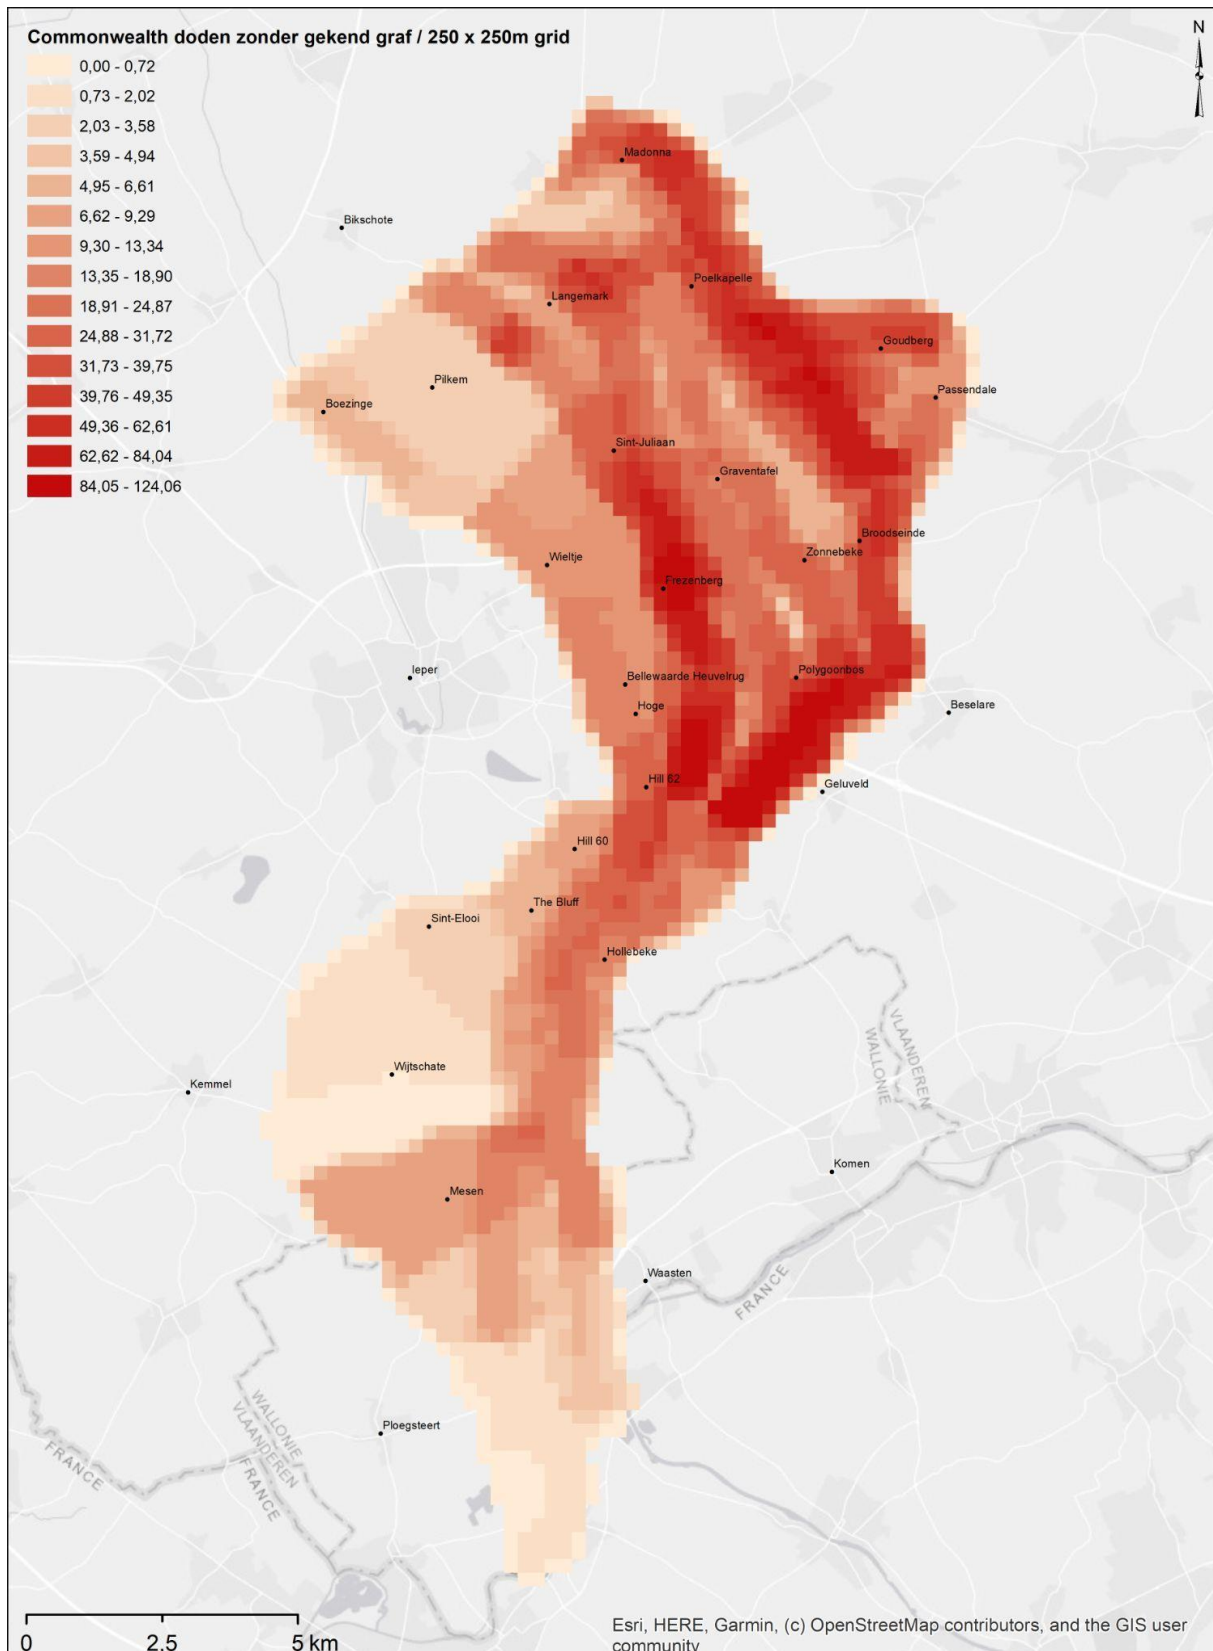 Commonwealth doden zonder gekend graf / 250 x 250m grid
N
0,00 - 0,72
0,73 - 2,02
2,03 - 3,58
3,59 - 4,94
4,95 - 6,61
6,62 - 9,29
9,30 - 13,34
13,35 - 18,90
18,91 - 24,87
24,88 - 31,72
31,73 - 39,75
39,76 - 49,35
49,36 - 62,61
62,62 - 84,04
84,05 - 124,06
Madonna
Bikschote
Poelkapelle
Langemark
Goudberg
Pilkem
Passendale
Boezinge
Sint-Juliaan
Graventafel
Broodseinde
Zonnebeke
Wieltje
Frezenberg
Ieper
Polygoonbos
Bellewaarde Heuvelrug
Hoge
Beselare
Hill 62
Geluveld
Hill 60
The Bluff
Sint-Elooi
Hollebeke
VLAANDEREN
WALLONIE
Wijtschate
Kemmel
Komen
Mesen
Waasten
FRANCE
Ploegsteert
WALLONIE
VLAANDEREN
FRANCE
FRANCE
0
2.5
5 km
Esri, HERE, Garmin, (c) OpenStreetMap contributors, and the GIS user
community